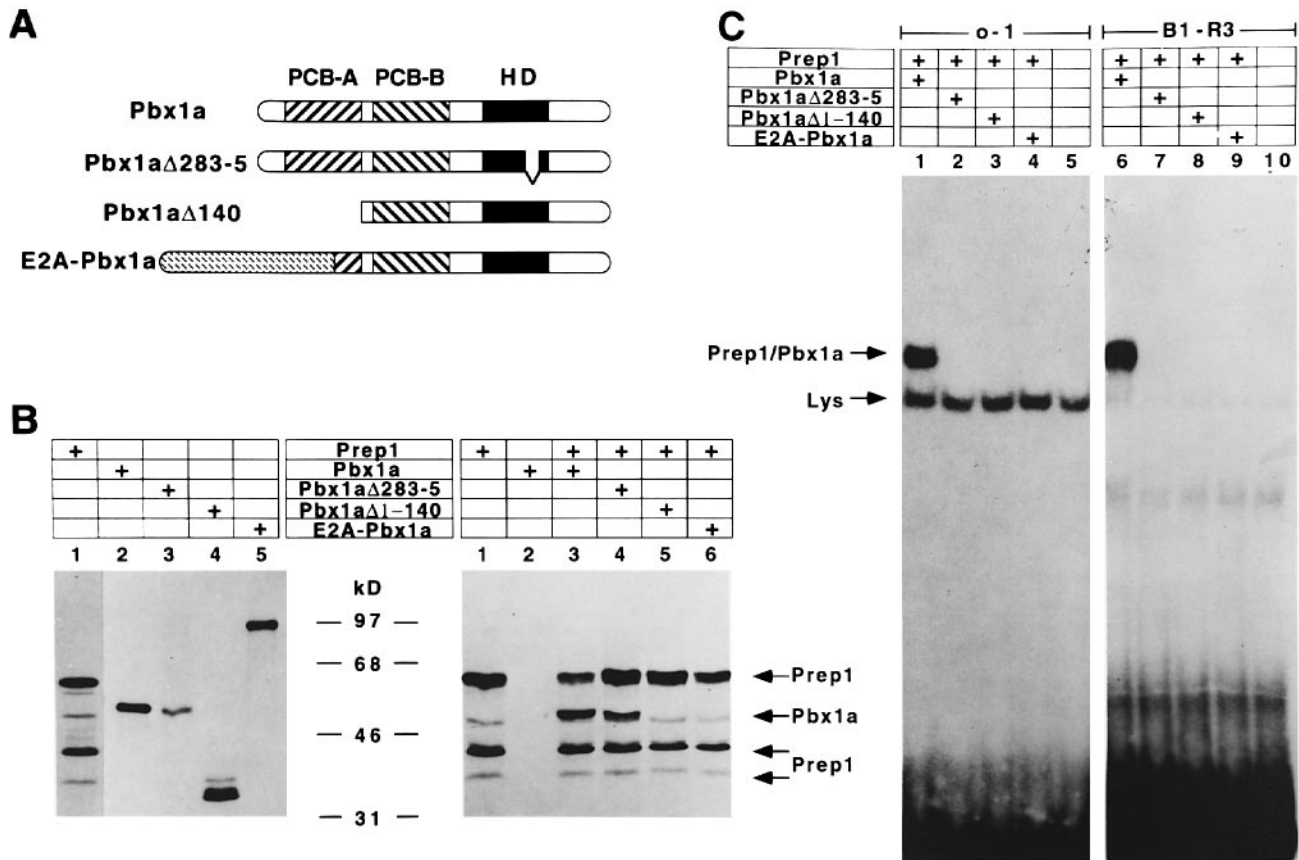 A
PCB-A PCB-B HD
Pbx1a
Pbx1aΔ283-5
Pbx1aΔ140
E2A-Pbx1a
B
+ Prep1 + + + + +
+ Pbx1a + +
+ Pbx1aΔ283-5 +
+ Pbx1aΔ1-140 +
+ E2A-Pbx1a +
1 2 3 4 5 1 2 3 4 5 6
kD
— 97 —
— 68 —
— 46 —
— 31 —
Prep1
Pbx1a
Prep1
C
o-1 B1-R3
Prep1 + + + + + + + +
Pbx1a + +
Pbx1aΔ283-5 + +
Pbx1aΔ1-140 + +
E2A-Pbx1a + +
1 2 3 4 5 6 7 8 9 10
Prep1/Pbx1a
Lys